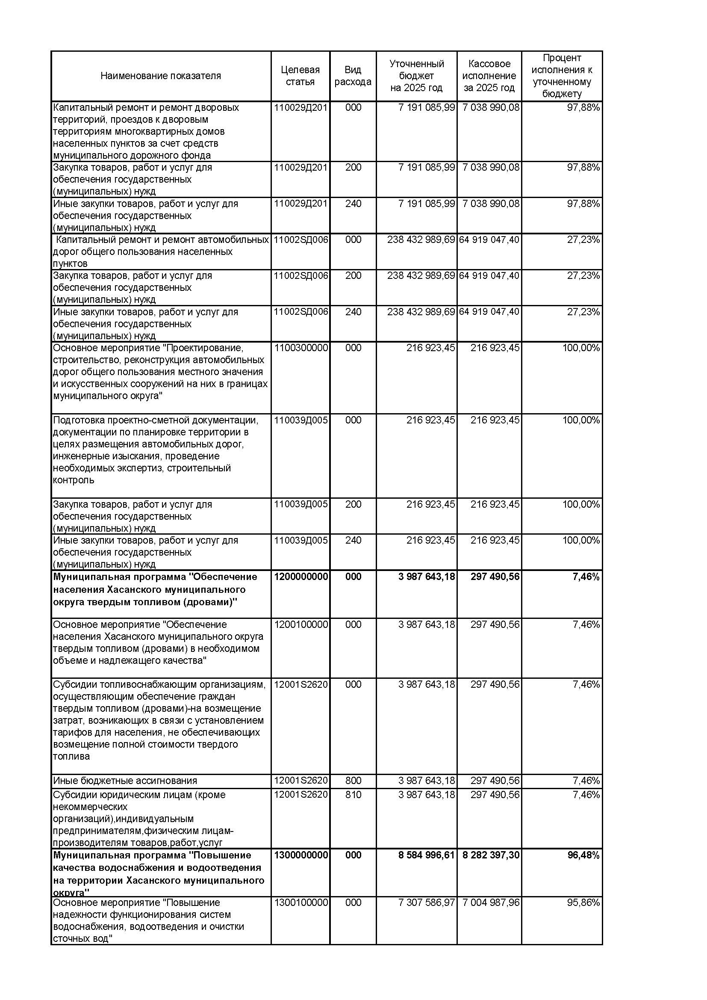 Наименование показателя
Целевая
статья
Вид
расхода
Уточненный
бюджет
на 2025 год
Кассовое
исполнение
за 2025 год
Процент
исполнения к
уточненному
бюджету
Капитальный ремонт и ремонт дворовых 110029Д201 000 7 191 085,99 7 038 990,08 97,88%
территорий, проездов к дворовым
территориям многоквартирных домов
населенных пунктов за счет средств
муниципального дорожного фонда
Закупка товаров, работ и услуг для 110029Д201 200 7 191 085,99 7 038 990,08 97,88%
обеспечения государственных
(муниципальных) нужд
Иные закупки товаров, работ и услуг для 110029Д201 240 7 191 085,99 7 038 990,08 97,88%
обеспечения государственных
(муниципальных) нужд
Капитальный ремонт и ремонт автомобильных 11002SД006 000 238 432 989,69 64 919 047,40 27,23%
дорог общего пользования населенных
пунктов
Закупка товаров, работ и услуг для 11002SД006 200 238 432 989,69 64 919 047,40 27,23%
обеспечения государственных
(муниципальных) нужд
Иные закупки товаров, работ и услуг для 11002SД006 240 238 432 989,69 64 919 047,40 27,23%
обеспечения государственных
(муниципальных) нужд
Основное мероприятие "Проектирование, 1100300000 000 216 923,45 216 923,45 100,00%
строительство, реконструкция автомобильных
дорог общего пользования местного значения
и искусственных сооружений на них в границах
муниципального округа"
Подготовка проектно-сметной документации, 110039Д005 000 216 923,45 216 923,45 100,00%
документации по планировке территории в
целях размещения автомобильных дорог,
инженерные изыскания, проведение
необходимых экспертиз, строительный
контроль
Закупка товаров, работ и услуг для 110039Д005 200 216 923,45 216 923,45 100,00%
обеспечения государственных
(муниципальных) нужд
Иные закупки товаров, работ и услуг для 110039Д005 240 216 923,45 216 923,45 100,00%
обеспечения государственных
(муниципальных) нужд
Муниципальная программа "Обеспечение 1200000000 000 3 987 643,18 297 490,56 7,46%
населения Хасанского муниципального
округа твердым топливом (дровами)"
Основное мероприятие "Обеспечение 1200100000 000 3 987 643,18 297 490,56 7,46%
населения Хасанского муниципального округа
твердым топливом (дровами) в необходимом
объеме и надлежащего качества"
Субсидии топливоснабжающим организациям, 12001S2620 000 3 987 643,18 297 490,56 7,46%
осуществляющим обеспечение граждан
твердым топливом (дровами)-на возмещение
затрат, возникающих в связи с установлением
тарифов для населения, не обеспечивающих
возмещение полной стоимости твердого
топлива
Иные бюджетные ассигнования 12001S2620 800 3 987 643,18 297 490,56 7,46%
Субсидии юридическим лицам (кроме 12001S2620 810 3 987 643,18 297 490,56 7,46%
некоммерческих
организаций),индивидуальным
предпринимателям,физическим лицам-
производителям товаров,работ,услуг
Муниципальная программа "Повышение 1300000000 000 8 584 996,61 8 282 397,30 96,48%
качества водоснабжения и водоотведения
на территории Хасанского муниципального
округа"
Основное мероприятие "Повышение 1300100000 000 7 307 586,97 7 004 987,96 95,86%
надежности функционирования систем
водоснабжения, водоотведения и очистки
сточных вод"